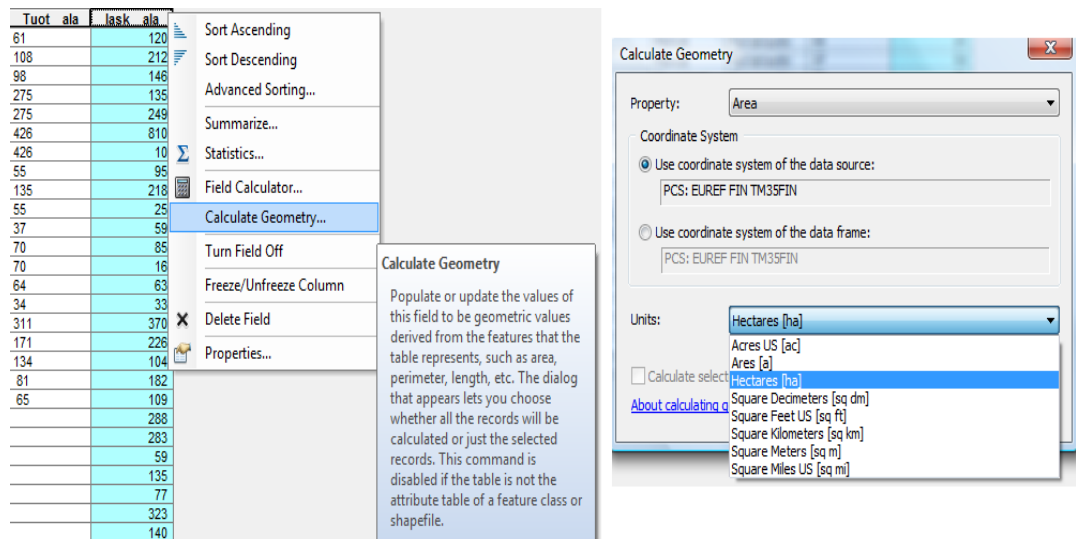 Tuot_ala lask_ala
61 120
108 212
98 146
275 135
275 249
426 810
426 10
55 95
135 218
55 25
37 59
70 85
70 16
64 63
34 33
311 370
171 226
134 104
81 182
65 109
288
283
59
135
77
323
140
Sort Ascending
Sort Descending
Advanced Sorting...
Summarize...
Σ Statistics...
Field Calculator...
Calculate Geometry...
Turn Field Off
Freeze/Unfreeze Column
Delete Field
Properties...
Calculate Geometry
Populate or update the values of
this field to be geometric values
derived from the features that the
table represents, such as area,
perimeter, length, etc. The dialog
that appears lets you choose
whether all the records will be
calculated or just the selected
records. This command is
disabled if the table is not the
attribute table of a feature class or
shapefile.
Calculate Geometry
Property: Area
Coordinate System
Use coordinate system of the data source:
PCS: EUREF FIN TM35FIN
Use coordinate system of the data frame:
PCS: EUREF FIN TM35FIN
Units: Hectares [ha]
Acres US [ac]
Ares [a]
Calculate select Hectares [ha]
Square Decimeters [sq dm]
About calculating g Square Feet US [sq ft]
Square Kilometers [sq km]
Square Meters [sq m]
Square Miles US [sq mi]